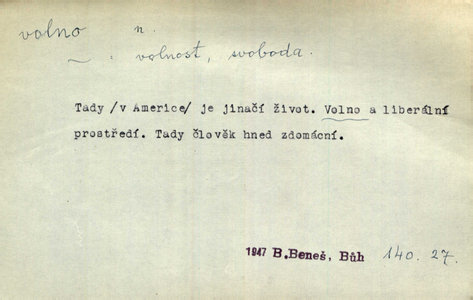 volno n.
~ : volnost, svoboda.
Tady /v Americe/ je jinačí život. Volno a liberální
prostředí. Tady člověk hned zdomácní.
1947 B.Beneš, Bůh 140. 27.